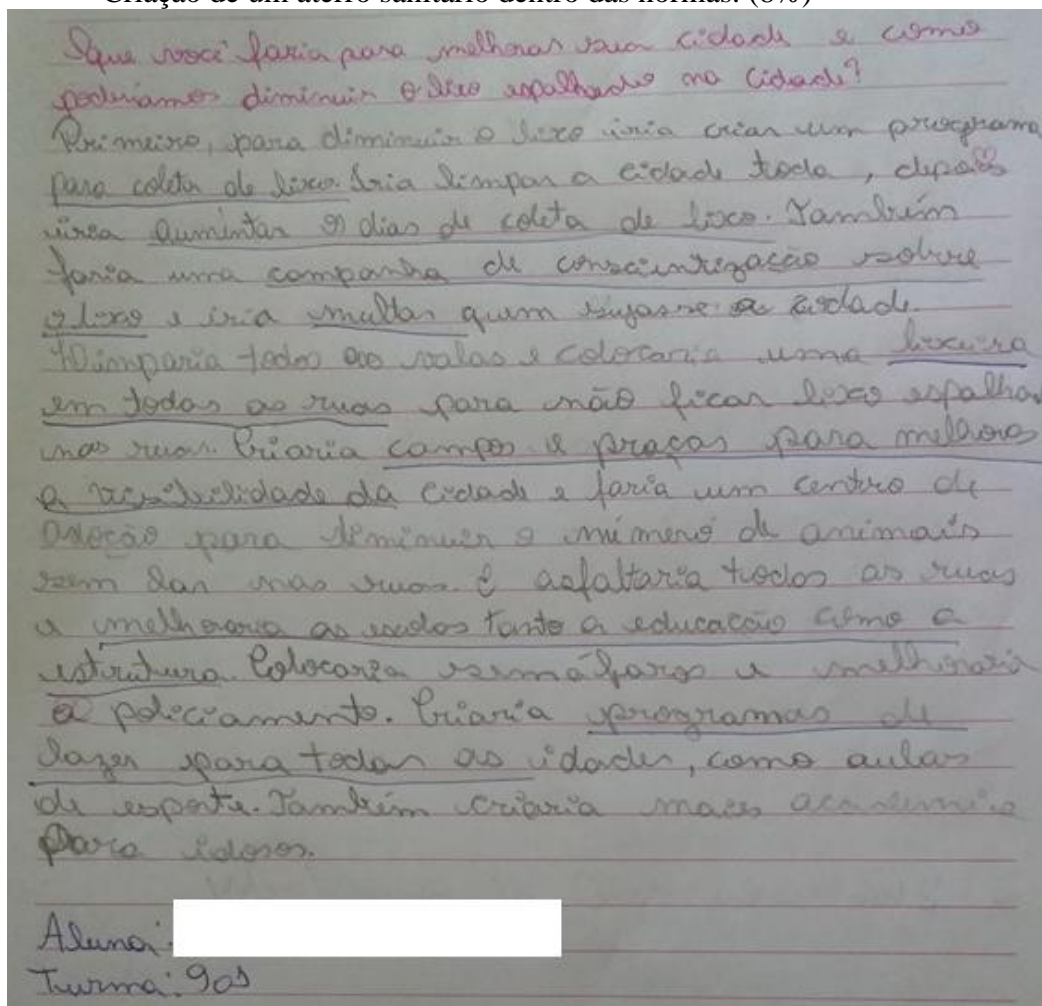 Criação de um aterro sanitário dentro das normas. (8%)
O que você faria para melhorar sua cidade e como
poderiamos diminuir o lixo espalhado na cidade?
Primeiro, para diminuir o lixo iria criar um programa
para coleta de lixo. Iria limpar a cidade toda, depois
iria aumentar os dias de coleta de lixo. Também
faria uma campanha de conscientização sobre
o lixo e iria multar quem sujasse a cidade.
Limparia todas as valas e colocaria uma lixeira
em todas as ruas para não ficar lixo espalhado
nas ruas. Criaria campos e praças para melhorar
a visibilidade da cidade e faria um centro de
adoção para diminuir o número de animais
sem lar nas ruas. E asfaltaria todas as ruas
e melhoraria as escolas tanto a educação como a
estrutura. Colocaria semáfaros e melhoraria
o policiamento. Criaria programas de
lazer para todas as idades, como aulas
de esporte. Também criaria mais academia
para idosos.
Aluna:
Turma: 901